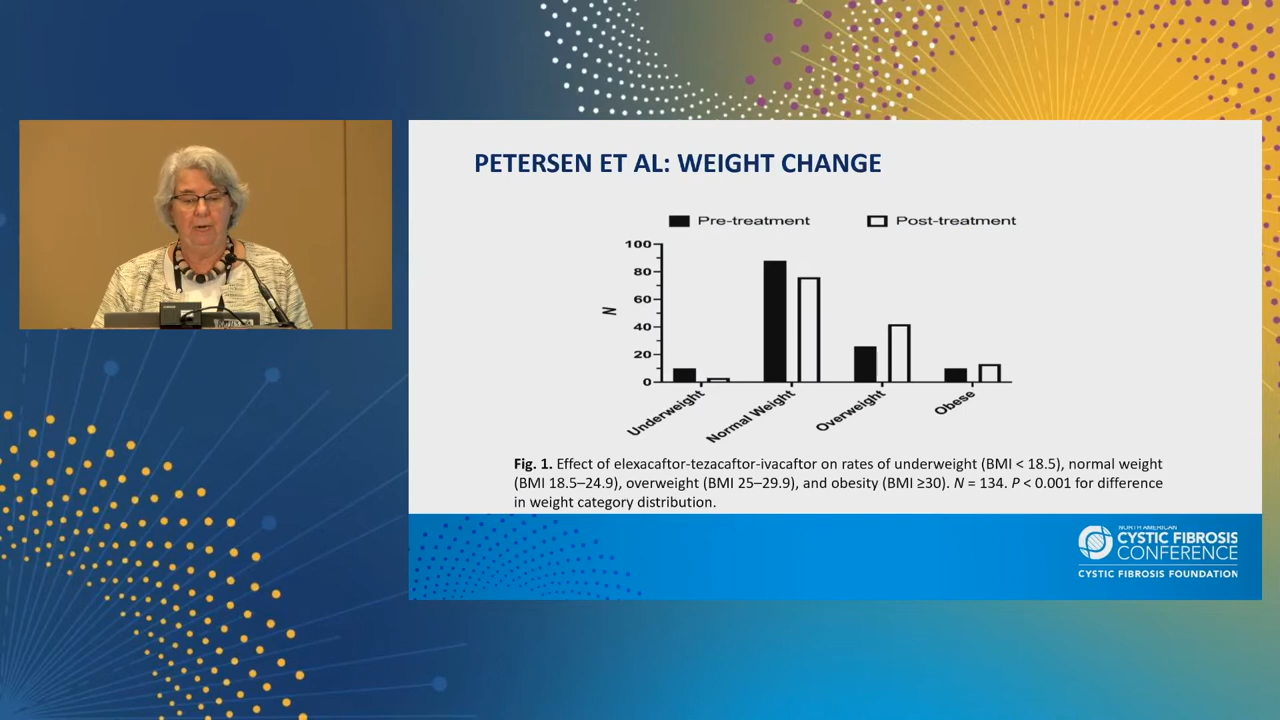 PETERSEN ET AL: WEIGHT CHANGE
Pre-treatment
Post-treatment
100
80
60
40
20
0
N
Underweight
Normal Weight
Overweight
Obese
Fig. 1. Effect of elexacaftor-tezacaftor-ivacaftor on rates of underweight (BMI < 18.5), normal weight
(BMI 18.5–24.9), overweight (BMI 25–29.9), and obesity (BMI ≥30). N = 134. P < 0.001 for difference
in weight category distribution.
NORTH AMERICAN
CYSTIC FIBROSIS
CONFERENCE
CYSTIC FIBROSIS FOUNDATION